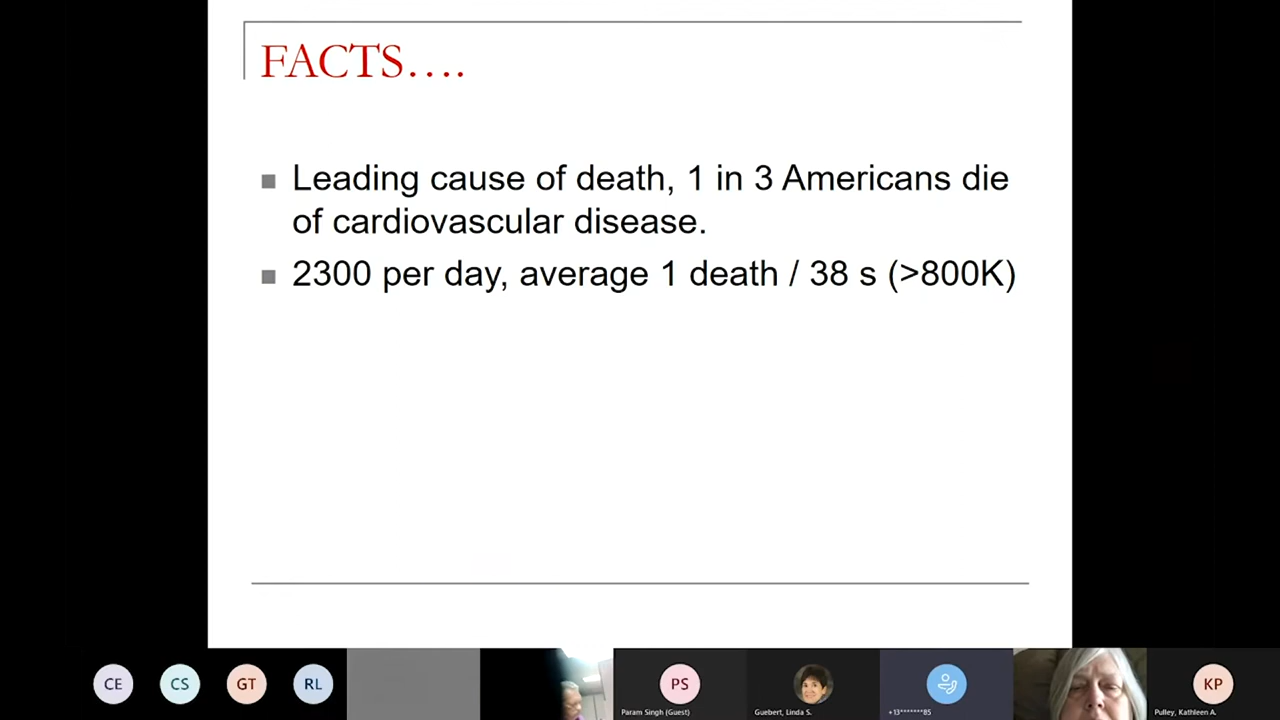 FACTS....
Leading cause of death, 1 in 3 Americans die
of cardiovascular disease.
2300 per day, average 1 death / 38 s (>800K)
CE
CS
GT
RL
PS
KP
Param Singh (Guest)
Guebert, Linda S.
+13*******85
Pulley, Kathleen A.